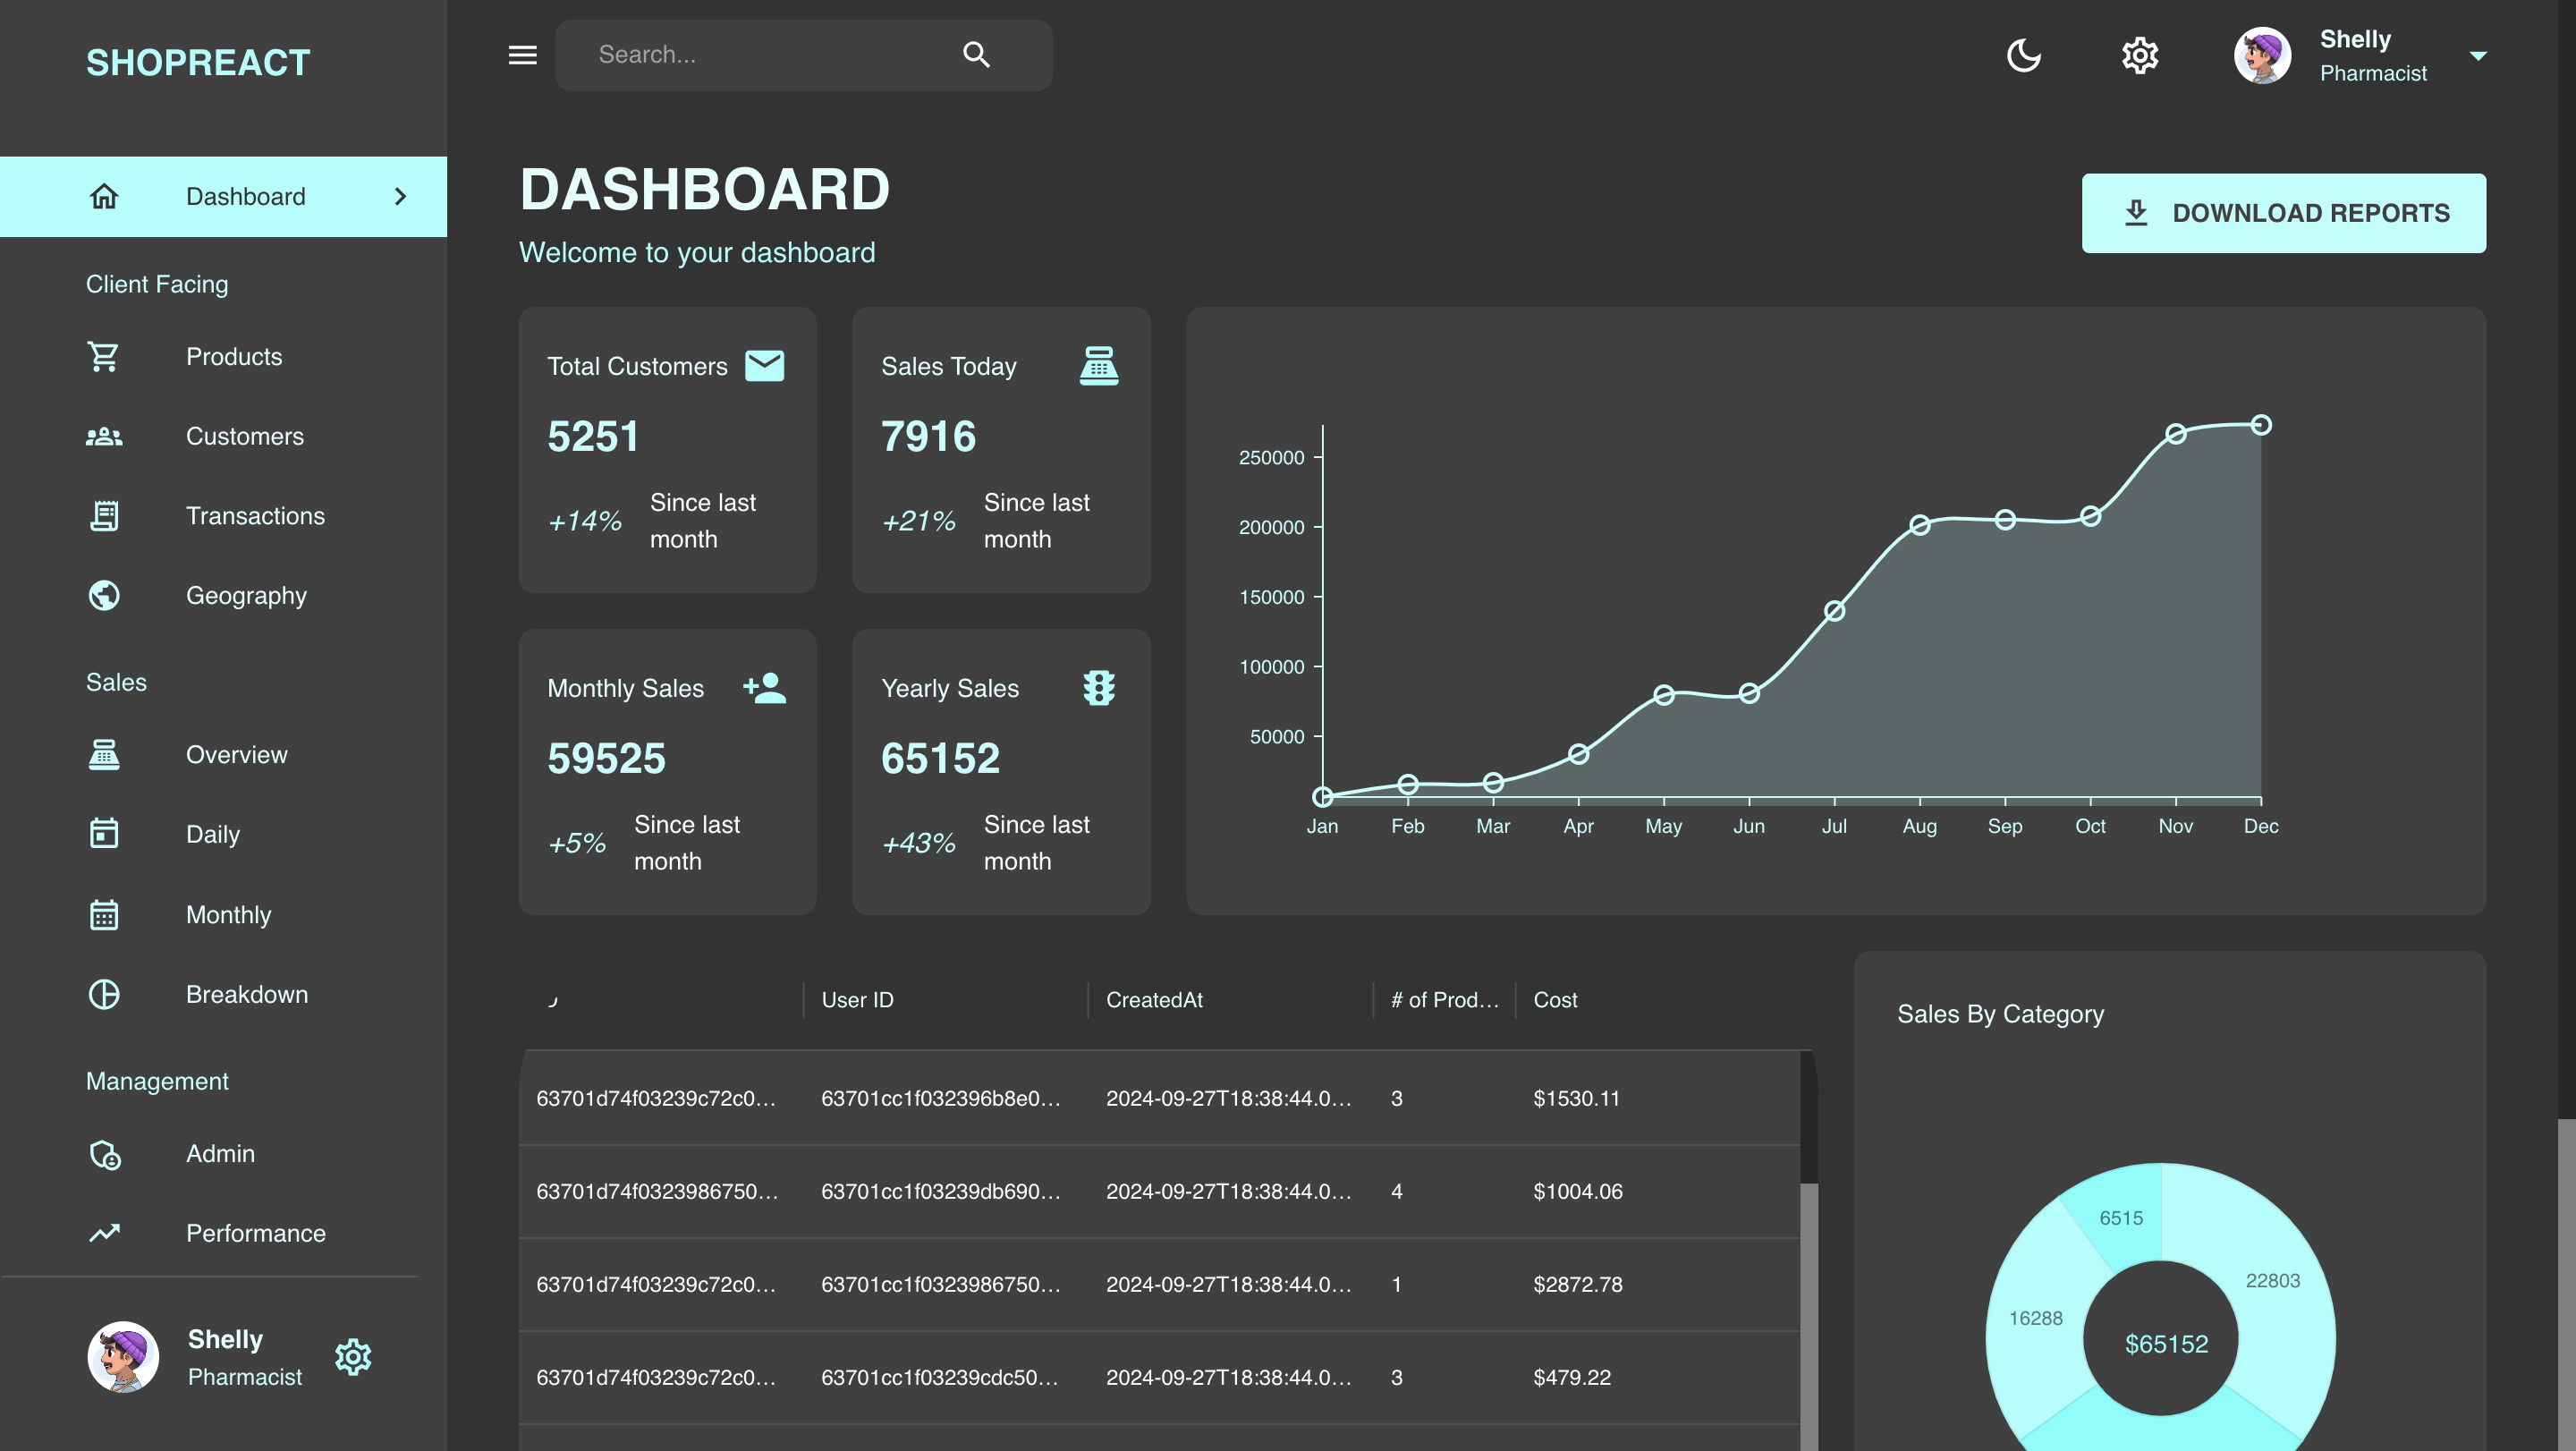 SHOPREACT
Dashboard
Client Facing
Products
Customers
Transactions
Geography
Sales
Overview
Daily
Monthly
Breakdown
Management
Admin
Performance
Shelly
Pharmacist
Search...
Shelly
Pharmacist
DASHBOARD
Welcome to your dashboard
DOWNLOAD REPORTS
Total Customers
5251
+14%
Since last
month
Sales Today
7916
+21%
Since last
month
Monthly Sales
59525
+5%
Since last
month
Yearly Sales
65152
+43%
Since last
month
250000
200000
150000
100000
50000
Jan Feb Mar Apr May Jun Jul Aug Sep Oct Nov Dec
User ID CreatedAt # of Prod... Cost
63701d74f03239c72c0... 63701cc1f032396b8e0... 2024-09-27T18:38:44.0... 3 $1530.11
63701d74f0323986750... 63701cc1f03239db690... 2024-09-27T18:38:44.0... 4 $1004.06
63701d74f03239c72c0... 63701cc1f0323986750... 2024-09-27T18:38:44.0... 1 $2872.78
63701d74f03239c72c0... 63701cc1f03239cdc50... 2024-09-27T18:38:44.0... 3 $479.22
Sales By Category
6515
22803
16288
$65152